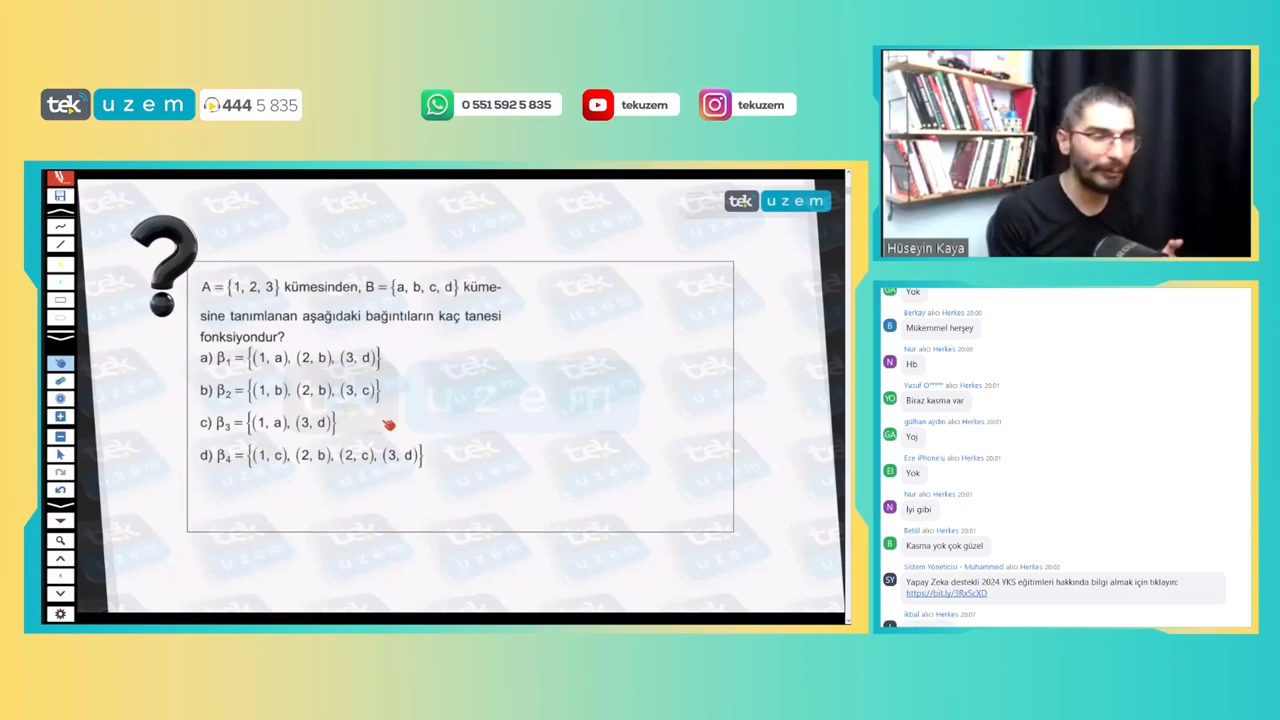 tek uzem 444 5 835
0 551 592 5 835
tekuzem
tekuzem
tek uzem
A = {1, 2, 3} kümesinden, B = {a, b, c, d} küme-
sine tanımlanan aşağıdaki bağıntıların kaç tanesi
fonksiyondur?
a) β₁ = {(1, a), (2, b), (3, d)}
b) β₂ = {(1, b), (2, b), (3, c)}
c) β₃ = {(1, a), (3, d)}
d) β₄ = {(1, c), (2, b), (2, c), (3, d)}
Hüseyin Kaya
GA Yok
Berkay alıcı Herkes 20:00
B Mükemmel herşey
Nur alıcı Herkes 20:00
N Hb
Yusuf O***** alıcı Herkes 20:01
YO Biraz kasma var
gülhan aydın alıcı Herkes 20:01
GA Yoj
Ece iPhone'u alıcı Herkes 20:01
EI Yok
Nur alıcı Herkes 20:01
N İyi gibi
Betül alıcı Herkes 20:01
B Kasma yok çok güzel
Sistem Yöneticisi - Muhammed alıcı Herkes 20:02
SY Yapay Zeka destekli 2024 YKS eğitimleri hakkında bilgi almak için tıklayın:
https://bit.ly/3RxScXD
ikbal alıcı Herkes 20:07